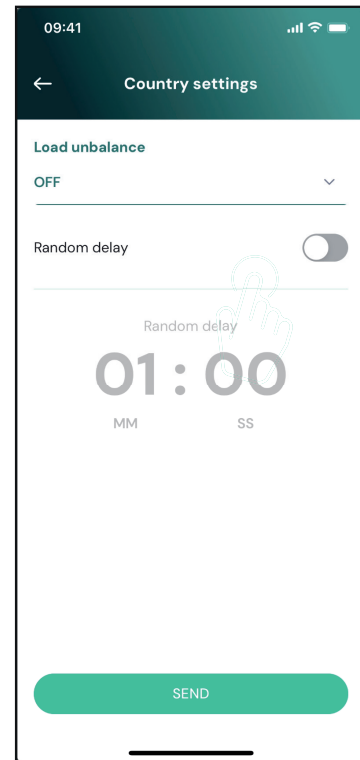 09:41
Country settings
Load unbalance
OFF
Random delay
Random delay
01 : 00
MM SS
SEND